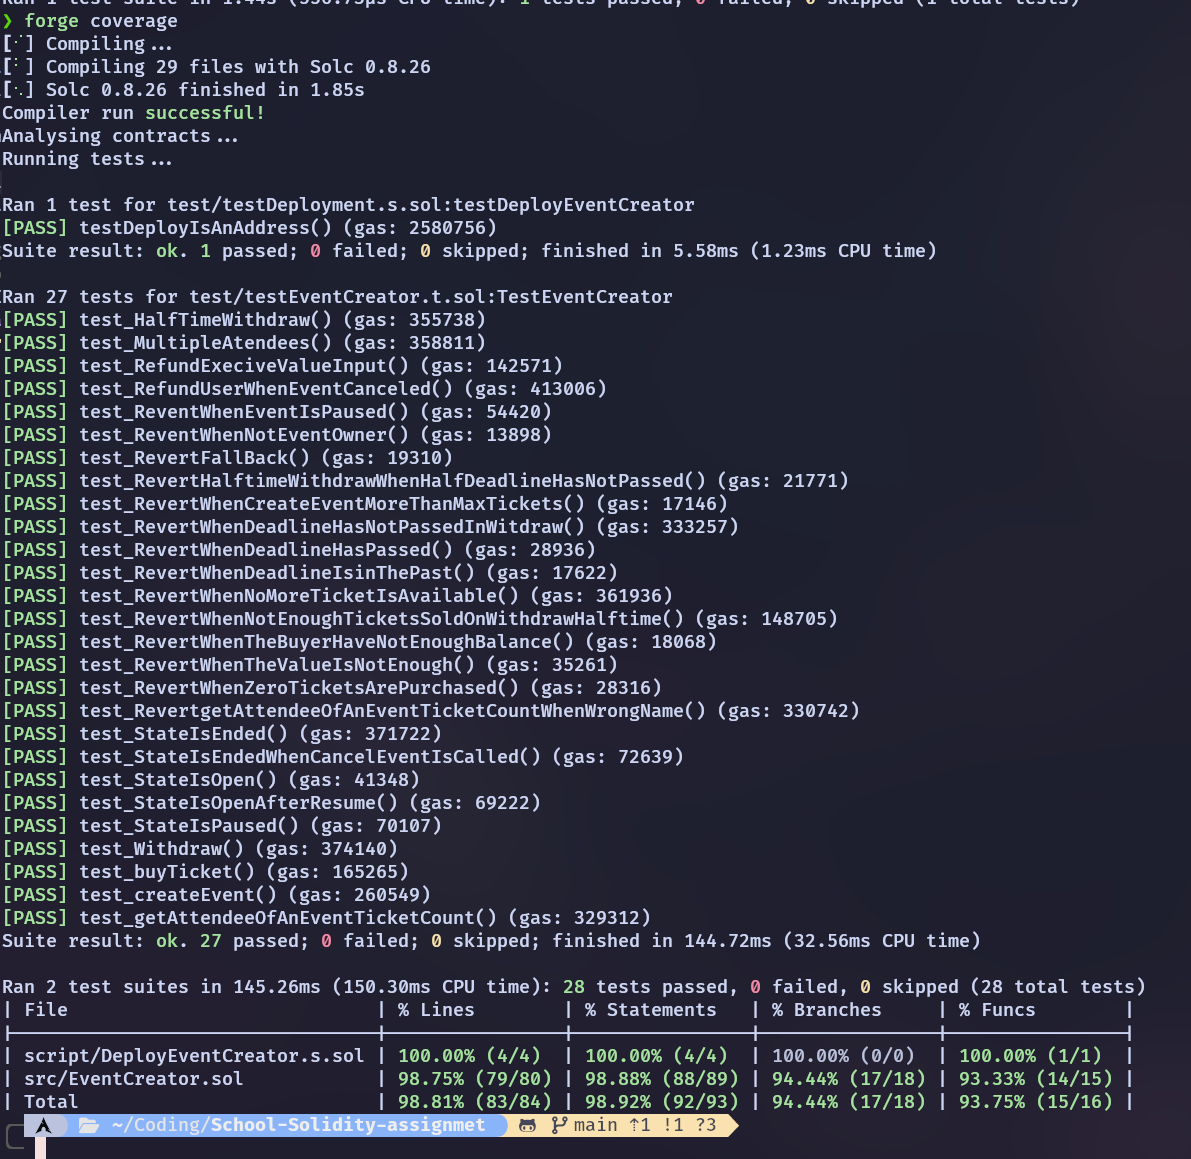 Ran 1 test suite in 1.44s (550.75µs CPU time): 1 tests passed, 0 failed, 0 skipped (1 total tests)
❯ forge coverage
[⠊] Compiling...
[⠃] Compiling 29 files with Solc 0.8.26
[⠢] Solc 0.8.26 finished in 1.85s
Compiler run successful!
Analysing contracts...
Running tests...
Ran 1 test for test/testDeployment.s.sol:testDeployEventCreator
[PASS] testDeployIsAnAddress() (gas: 2580756)
Suite result: ok. 1 passed; 0 failed; 0 skipped; finished in 5.58ms (1.23ms CPU time)
Ran 27 tests for test/testEventCreator.t.sol:TestEventCreator
[PASS] test_HalfTimeWithdraw() (gas: 355738)
[PASS] test_MultipleAtendees() (gas: 358811)
[PASS] test_RefundExeciveValueInput() (gas: 142571)
[PASS] test_RefundUserWhenEventCanceled() (gas: 413006)
[PASS] test_ReventWhenEventIsPaused() (gas: 54420)
[PASS] test_ReventWhenNotEventOwner() (gas: 13898)
[PASS] test_RevertFallBack() (gas: 19310)
[PASS] test_RevertHalftimeWithdrawWhenHalfDeadlineHasNotPassed() (gas: 21771)
[PASS] test_RevertWhenCreateEventMoreThanMaxTickets() (gas: 17146)
[PASS] test_RevertWhenDeadlineHasNotPassedInWitdraw() (gas: 333257)
[PASS] test_RevertWhenDeadlineHasPassed() (gas: 28936)
[PASS] test_RevertWhenDeadlineIsinThePast() (gas: 17622)
[PASS] test_RevertWhenNoMoreTicketIsAvailable() (gas: 361936)
[PASS] test_RevertWhenNotEnoughTicketsSoldOnWithdrawHalftime() (gas: 148705)
[PASS] test_RevertWhenTheBuyerHaveNotEnoughBalance() (gas: 18068)
[PASS] test_RevertWhenTheValueIsNotEnough() (gas: 35261)
[PASS] test_RevertWhenZeroTicketsArePurchased() (gas: 28316)
[PASS] test_RevertgetAttendeeOfAnEventTicketCountWhenWrongName() (gas: 330742)
[PASS] test_StateIsEnded() (gas: 371722)
[PASS] test_StateIsEndedWhenCancelEventIsCalled() (gas: 72639)
[PASS] test_StateIsOpen() (gas: 41348)
[PASS] test_StateIsOpenAfterResume() (gas: 69222)
[PASS] test_StateIsPaused() (gas: 70107)
[PASS] test_Withdraw() (gas: 374140)
[PASS] test_buyTicket() (gas: 165265)
[PASS] test_createEvent() (gas: 260549)
[PASS] test_getAttendeeOfAnEventTicketCount() (gas: 329312)
Suite result: ok. 27 passed; 0 failed; 0 skipped; finished in 144.72ms (32.56ms CPU time)
Ran 2 test suites in 145.26ms (150.30ms CPU time): 28 tests passed, 0 failed, 0 skipped (28 total tests)
| File | % Lines | % Statements | % Branches | % Funcs |
| script/DeployEventCreator.s.sol | 100.00% (4/4) | 100.00% (4/4) | 100.00% (0/0) | 100.00% (1/1) |
| src/EventCreator.sol | 98.75% (79/80) | 98.88% (88/89) | 94.44% (17/18) | 93.33% (14/15) |
| Total | 98.81% (83/84) | 98.92% (92/93) | 94.44% (17/18) | 93.75% (15/16) |
~/Coding/School-Solidity-assignmet main ⇡1 !1 ?3